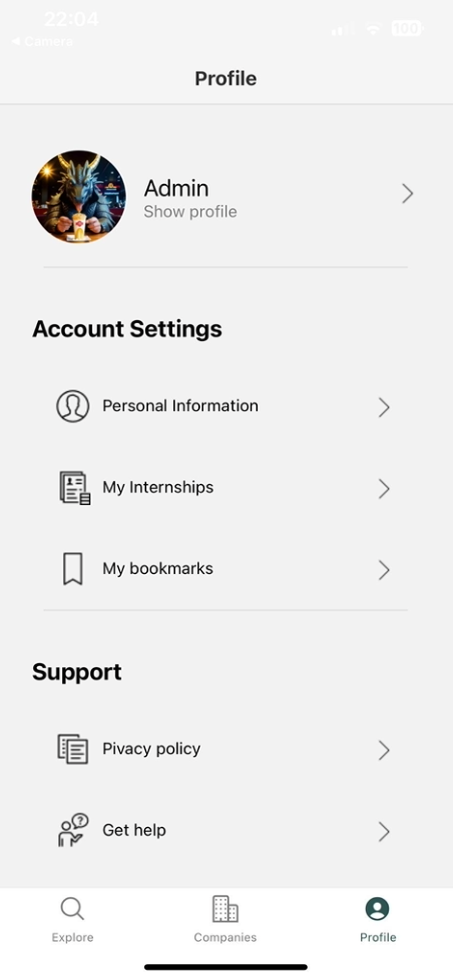 22:04
100
◀ Camera
Profile
Admin
Show profile
Account Settings
Personal Information
My Internships
My bookmarks
Support
Pivacy policy
Get help
Explore
Companies
Profile